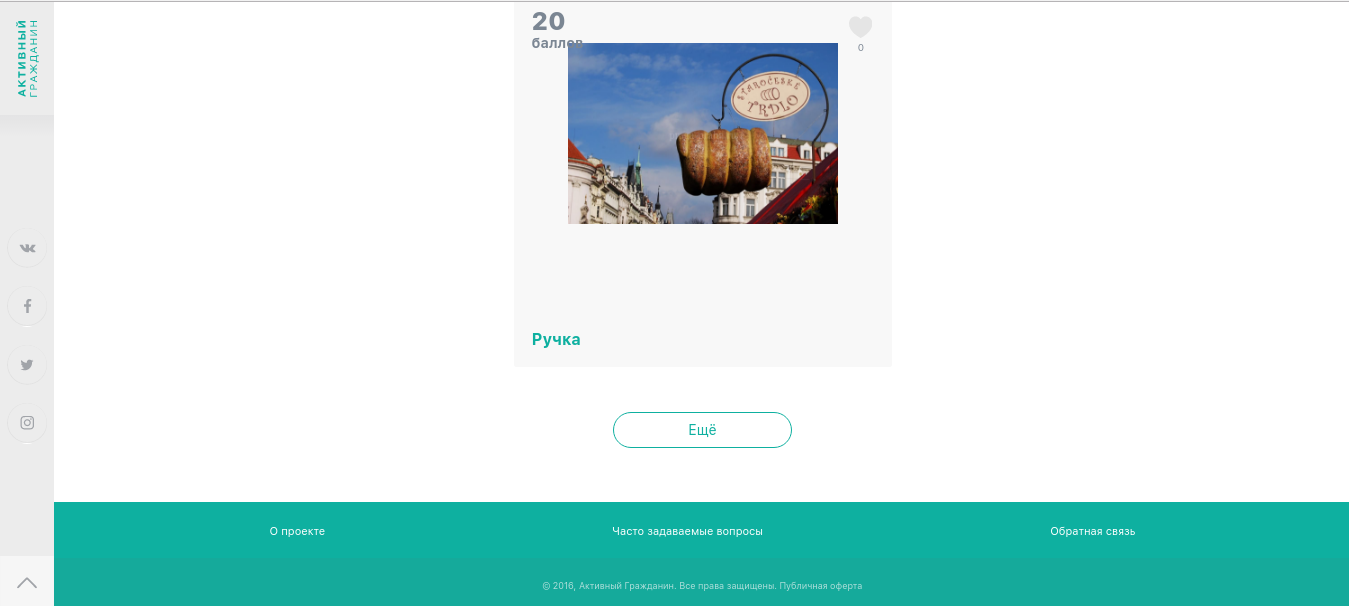 АКТИВНЫЙ
ГРАЖДАНИН
20
баллов
0
STAROČESKÉ
TRDLO
Ручка
Ещё
О проекте
Часто задаваемые вопросы
Обратная связь
© 2016, Активный Гражданин. Все права защищены. Публичная оферта